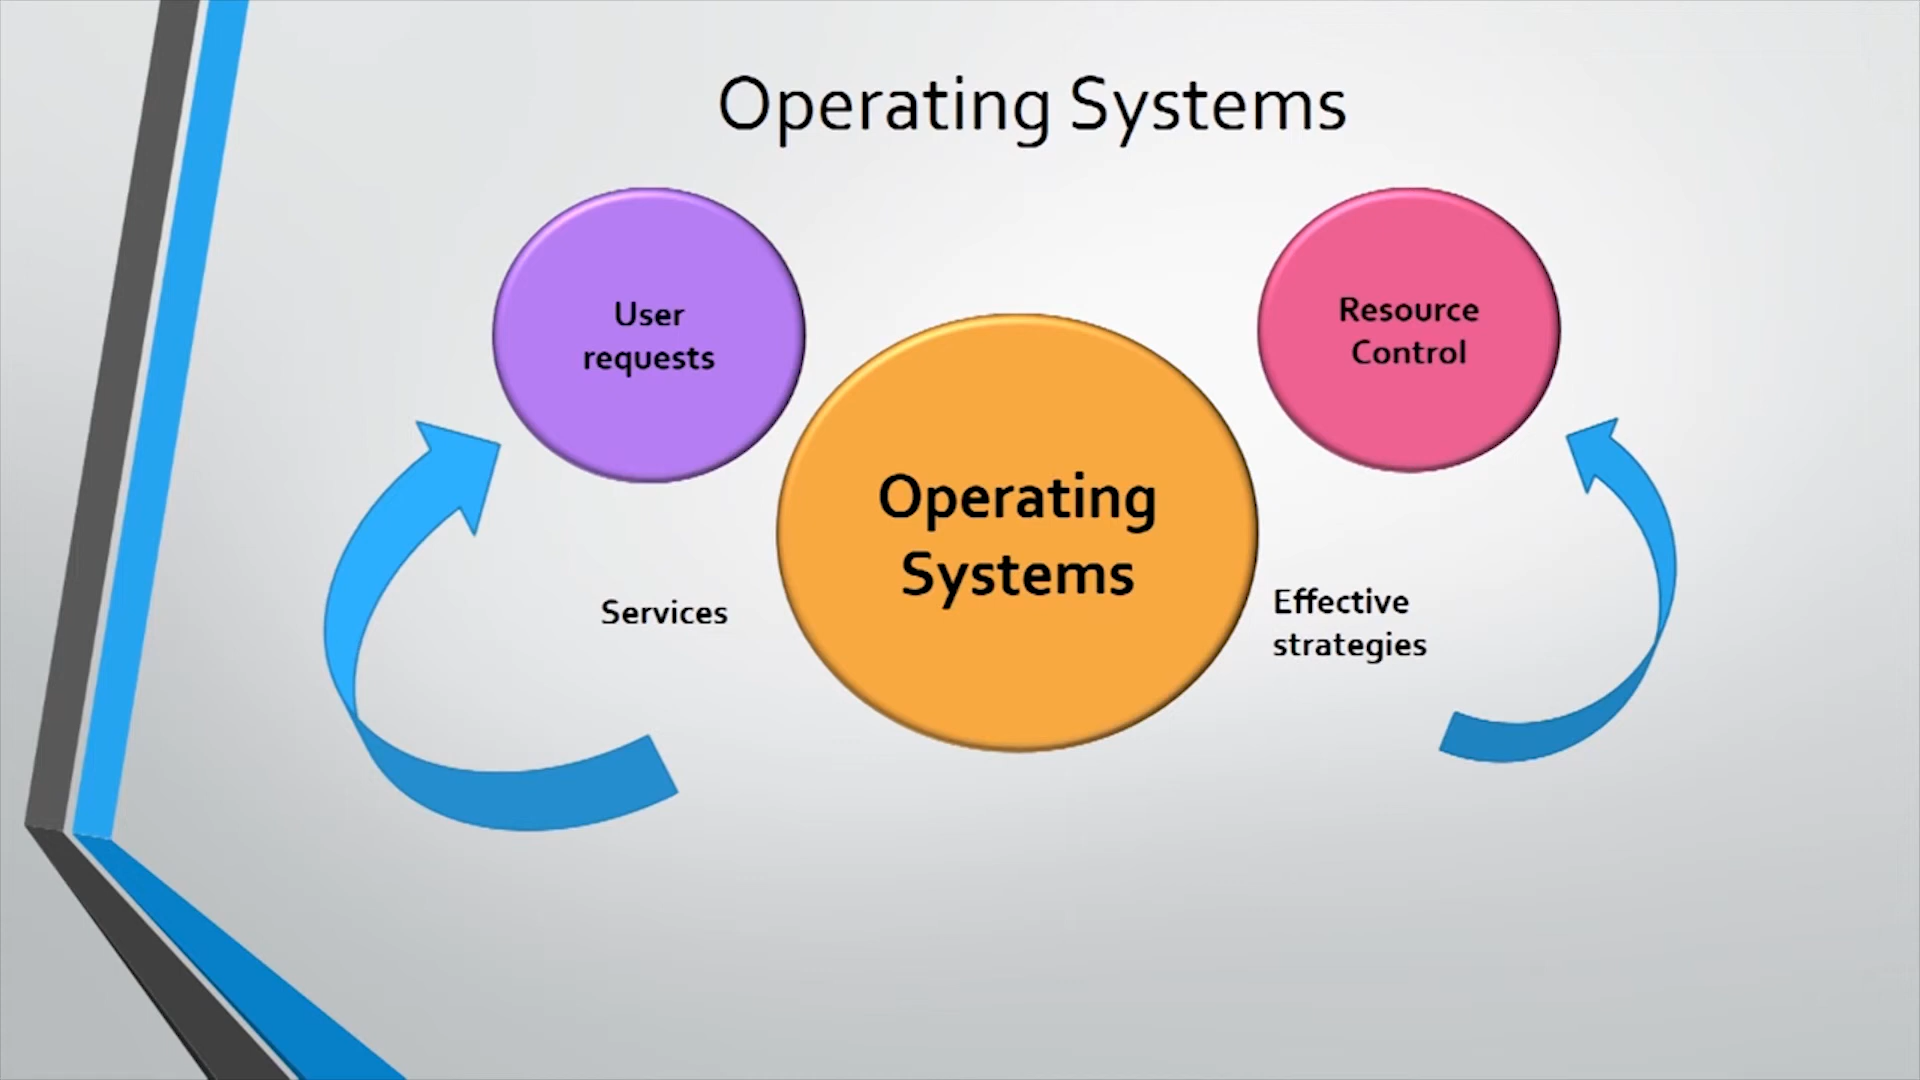 Operating Systems
User
requests
Resource
Control
Operating
Systems
Services
Effective
strategies